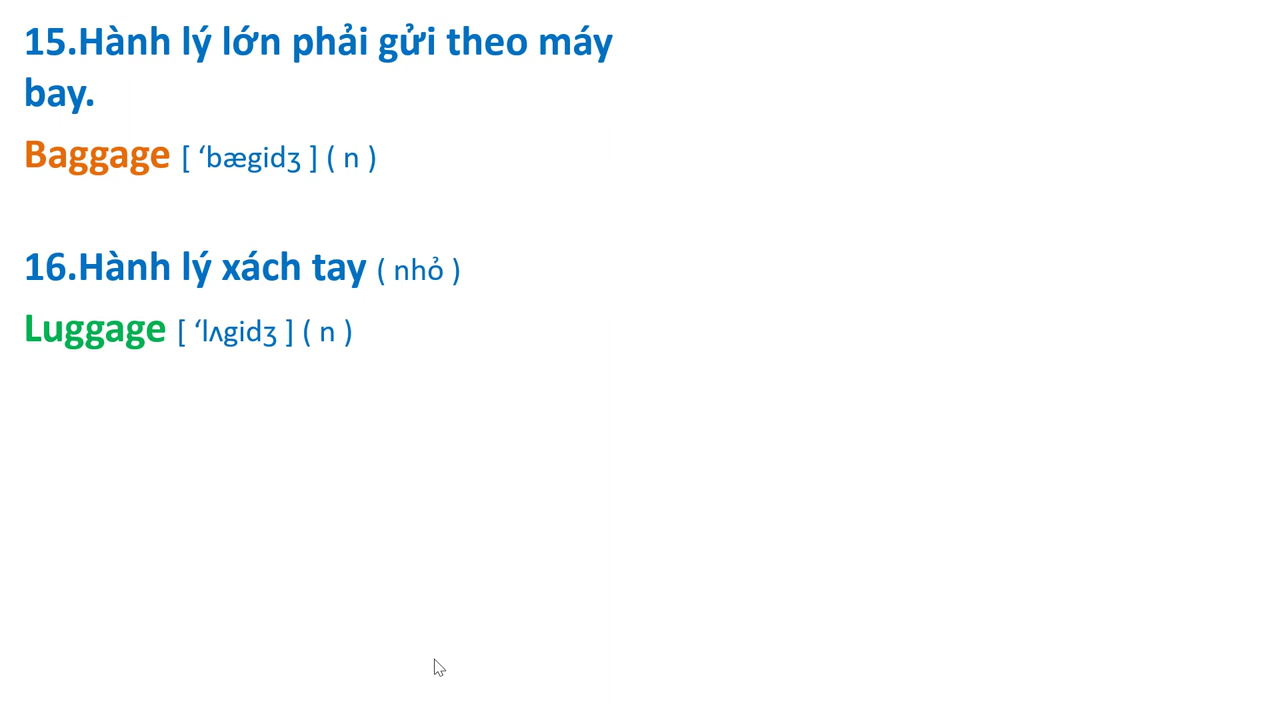 15.Hành lý lớn phải gửi theo máy
bay.
Baggage [ ‘bægidʒ ] ( n )
16.Hành lý xách tay ( nhỏ )
Luggage [ ‘lʌgidʒ ] ( n )